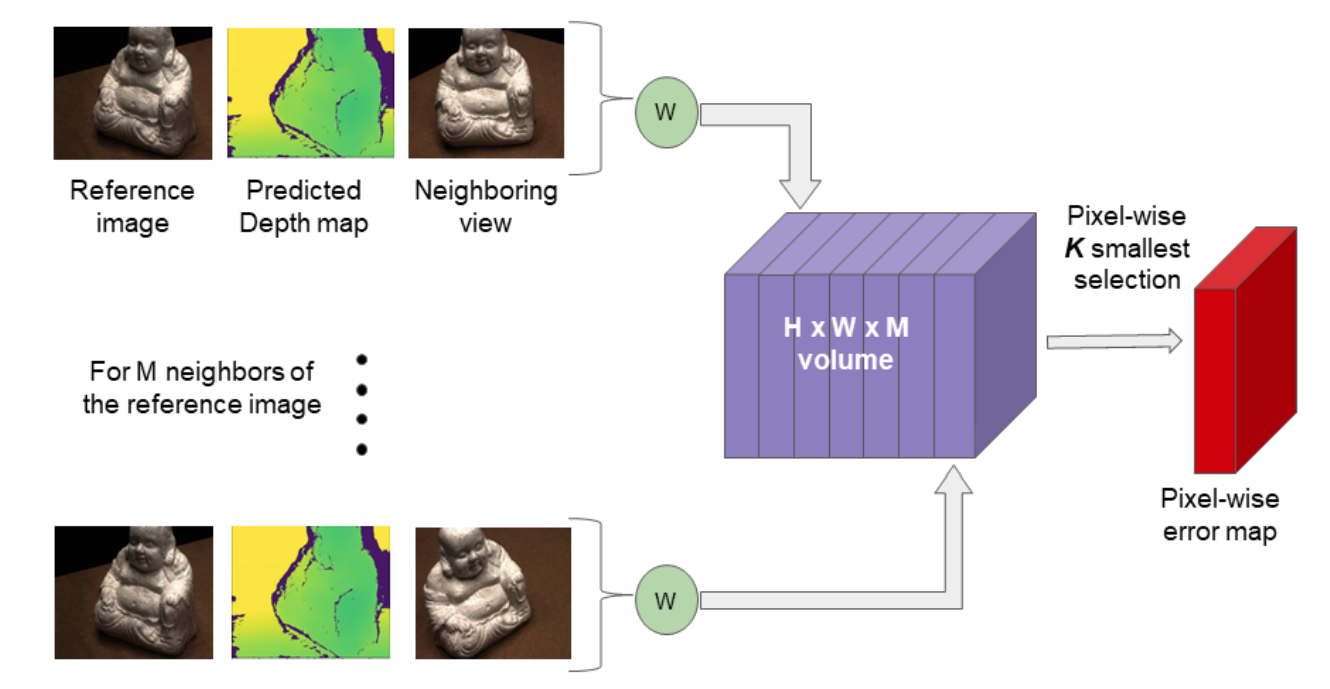 Reference
image
Predicted
Depth map
Neighboring
view
W
Pixel-wise
K smallest
selection
H x W x M
volume
For M neighbors of
the reference image
Pixel-wise
error map
W